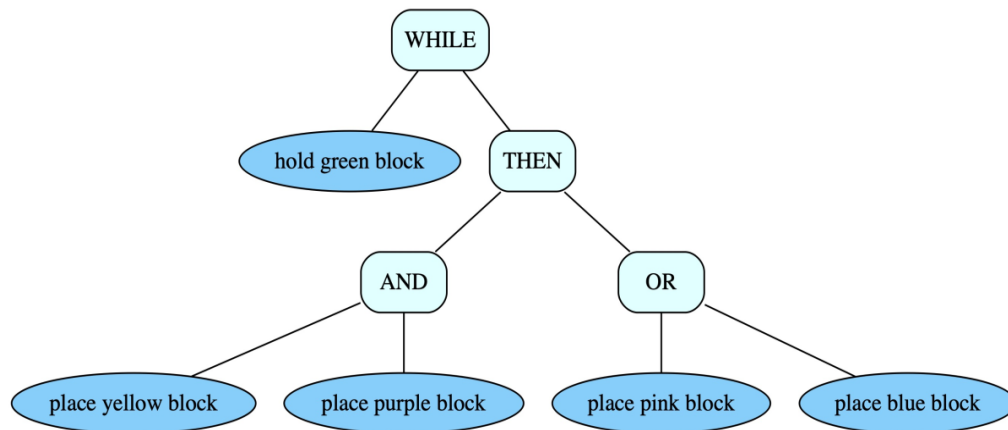 WHILE
hold green block
THEN
AND
OR
place yellow block
place purple block
place pink block
place blue block